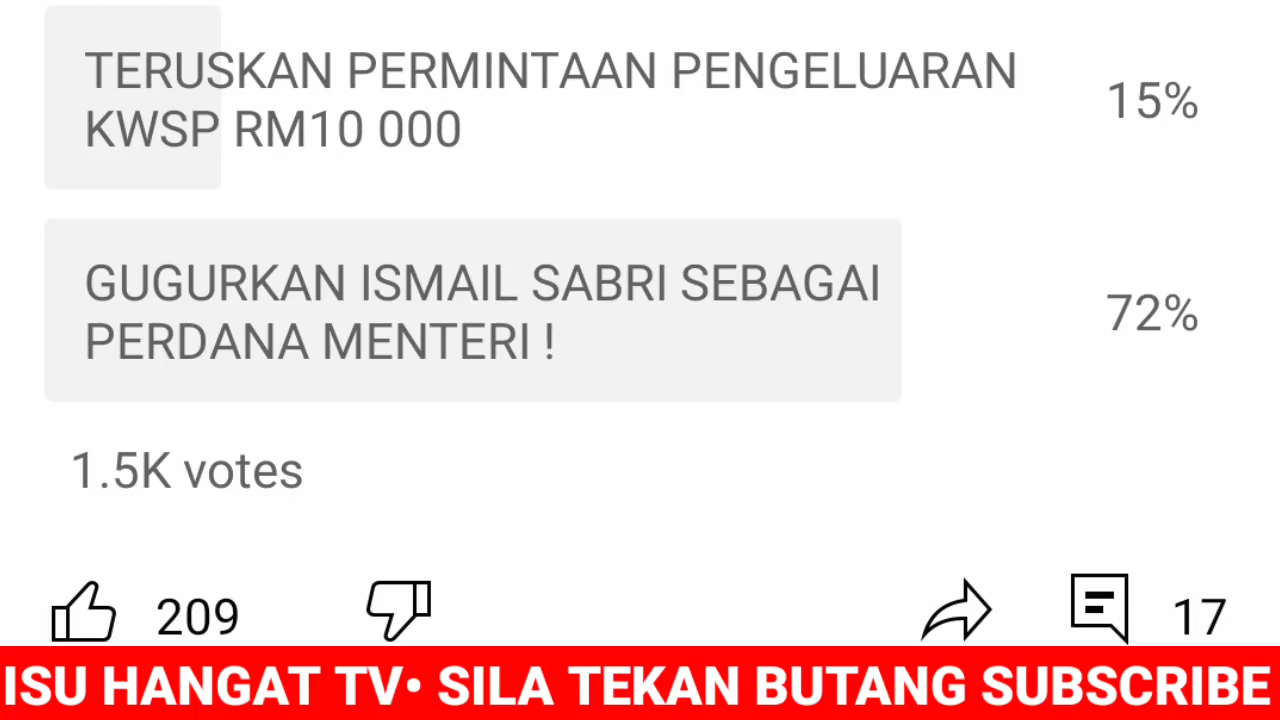 TERUSKAN PERMINTAAN PENGELUARAN
KWSP RM10 000
15%
GUGURKAN ISMAIL SABRI SEBAGAI
PERDANA MENTERI !
72%
1.5K votes
209
17
ISU HANGAT TV• SILA TEKAN BUTANG SUBSCRIBE